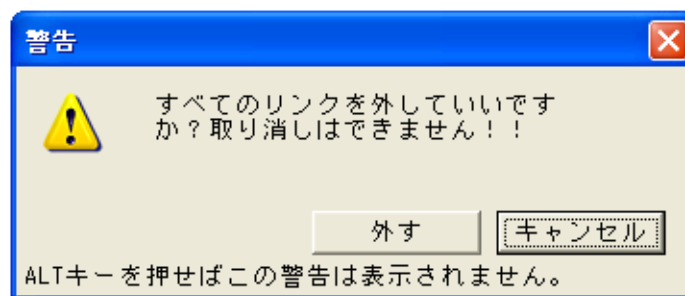 警告
すべてのリンクを外していいです
か？取り消しはできません！！
外す
キャンセル
ALTキーを押せばこの警告は表示されません。